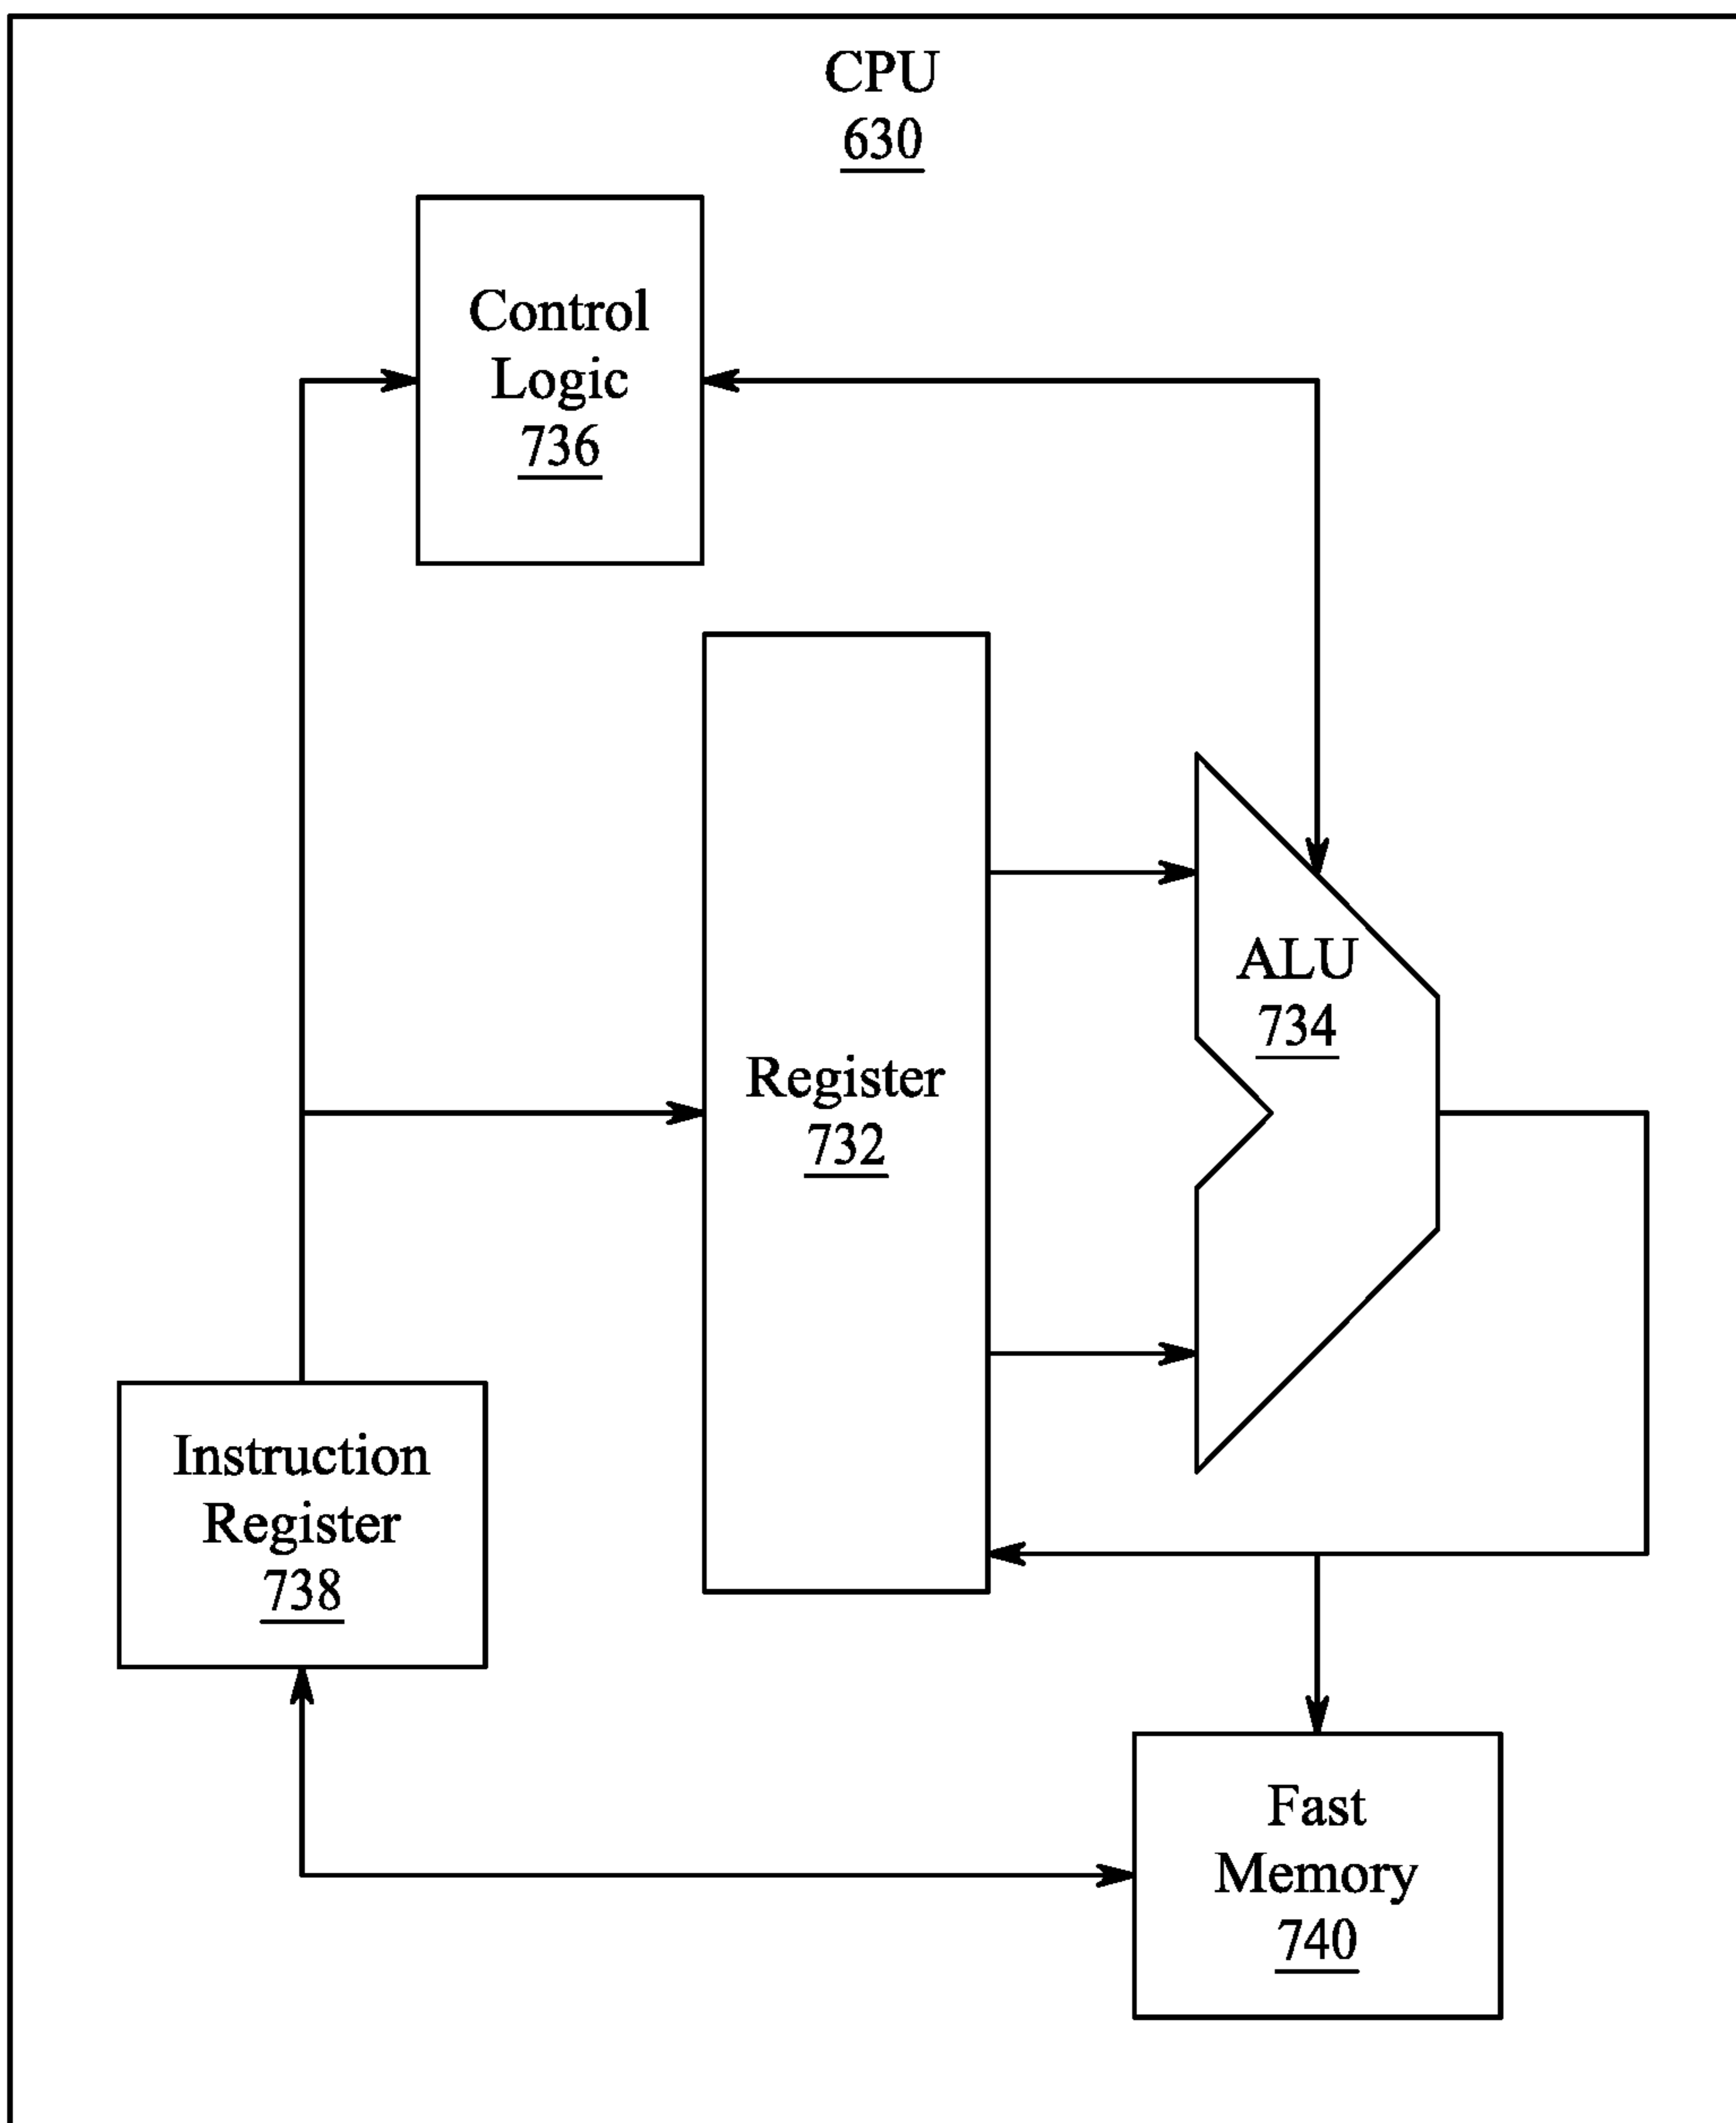 CPU
630
Control
Logic
736
ALU
734
Register
732
Instruction
Register
738
Fast
Memory
740